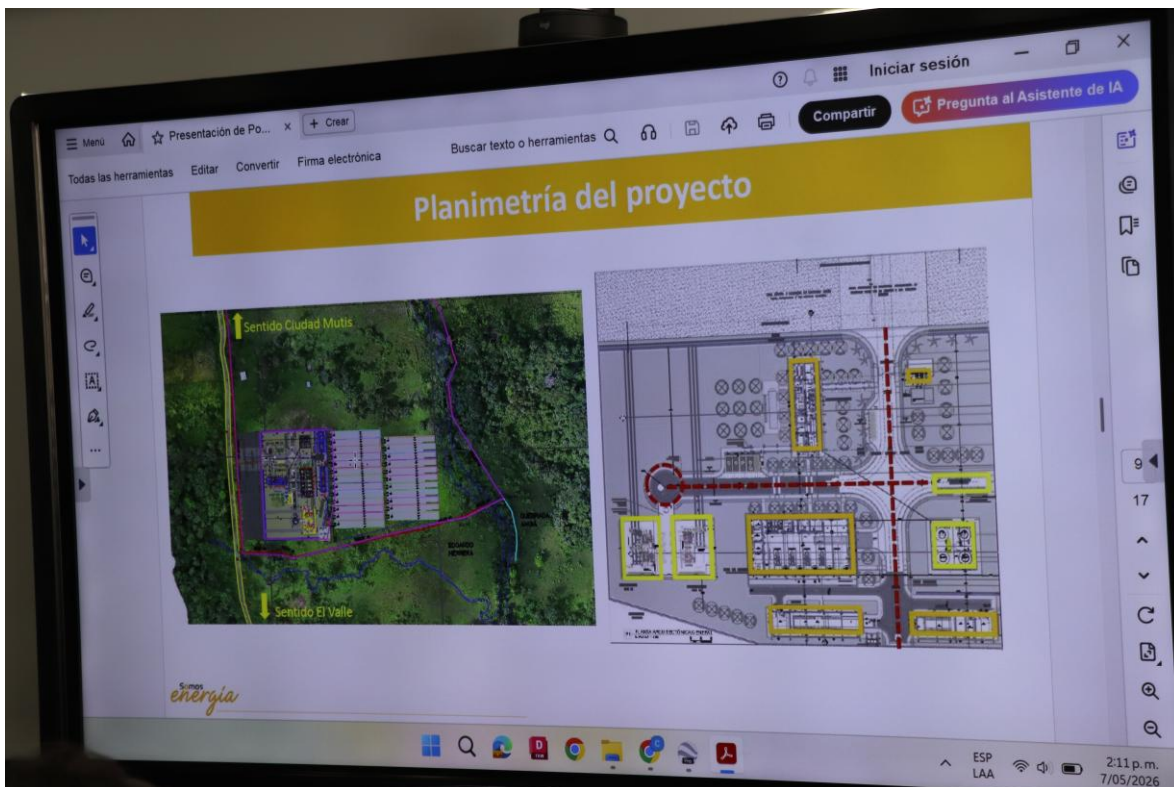 Iniciar sesión
Menú
Presentación de Po...
+ Crear
Compartir
Pregunta al Asistente de IA
Todas las herramientas
Editar
Convertir
Firma electrónica
Buscar texto o herramientas
Planimetría del proyecto
Sentido Ciudad Mutis
Sentido El Valle
9
17
Somos
energía
ESP
LAA
2:11 p.m.
7/05/2026